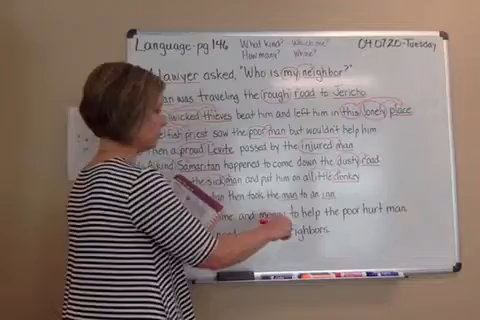 Language-pg 146
What kind? Which one?
How many? Whose?
04 07 20-Tuesday
lawyer asked, "Who is my neighbor?"
was traveling the rough road to Jericho.
wicked thieves beat him and left him in this lonely place
priest saw the poor man but wouldn't help him
a proud Levite passed by the injured man
A kind Samaritan happened to come down the dusty road
the sick man and put him on a little donkey
then took the man to an inn
and money to help the poor hurt man